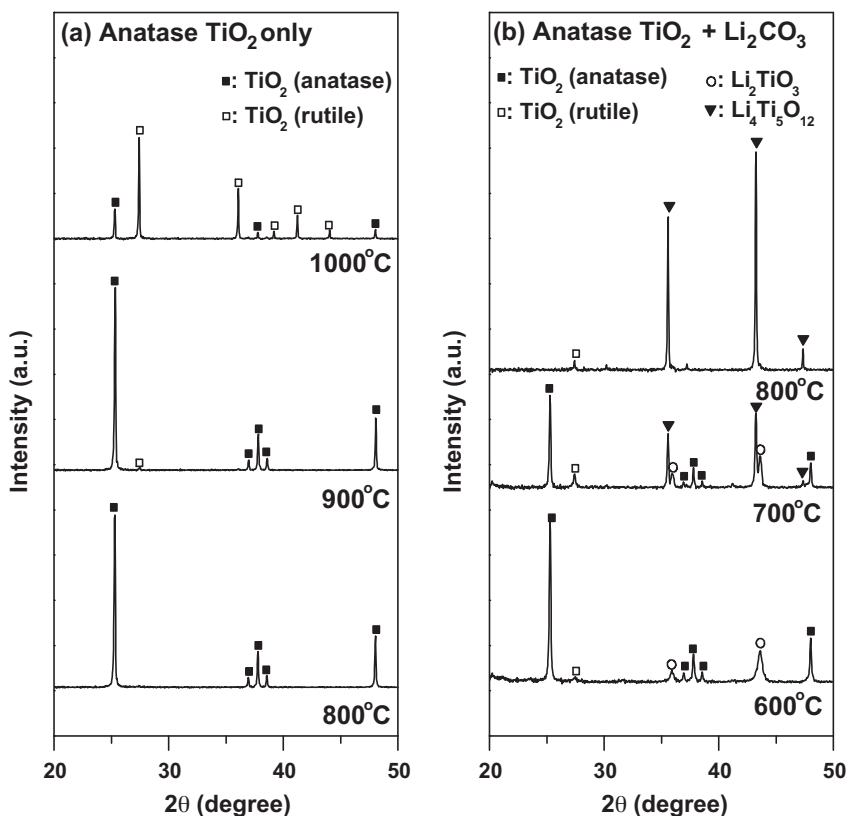 (a) Anatase TiO₂ only
■: TiO₂ (anatase)
□: TiO₂ (rutile)
1000°C
900°C
800°C
Intensity (a.u.)
20 30 40 50
2θ (degree)
(b) Anatase TiO₂ + Li₂CO₃
■: TiO₂ (anatase)
□: TiO₂ (rutile)
○: Li₂TiO₃
▼: Li₄Ti₅O₁₂
800°C
700°C
600°C
Intensity (a.u.)
20 30 40 50
2θ (degree)